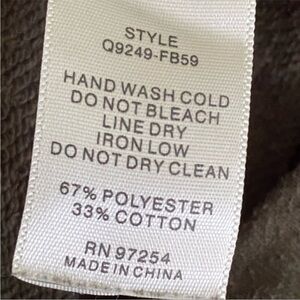 STYLE
Q9249-FB59
HAND WASH COLD
DO NOT BLEACH
LINE DRY
IRON LOW
DO NOT DRY CLEAN
67% POLYESTER
33% COTTON
RN 97254
MADE IN CHINA